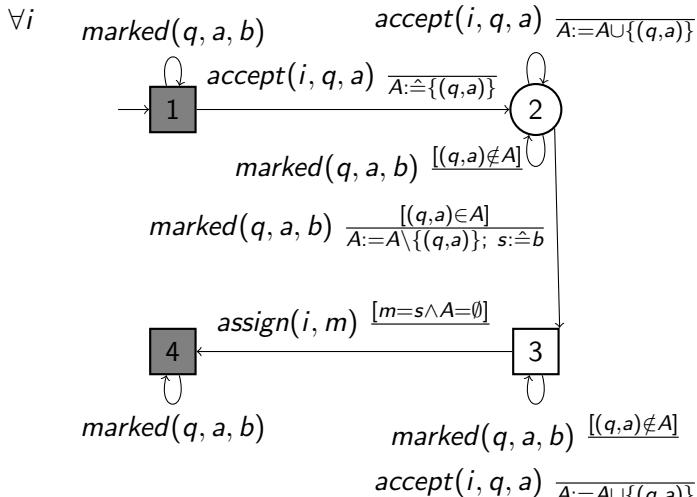 ∀i
marked(q, a, b)
accept(i, q, a) A:=A∪{(q,a)}
1
accept(i, q, a) A:≙{(q,a)}
2
marked(q, a, b) [(q,a)∉A]
marked(q, a, b) [(q,a)∈A] A:=A\{(q,a)}; s:≙b
4
assign(i, m) [m=s∧A=∅]
3
marked(q, a, b)
marked(q, a, b) [(q,a)∉A]
accept(i, q, a) A:=A∪{(q,a)}